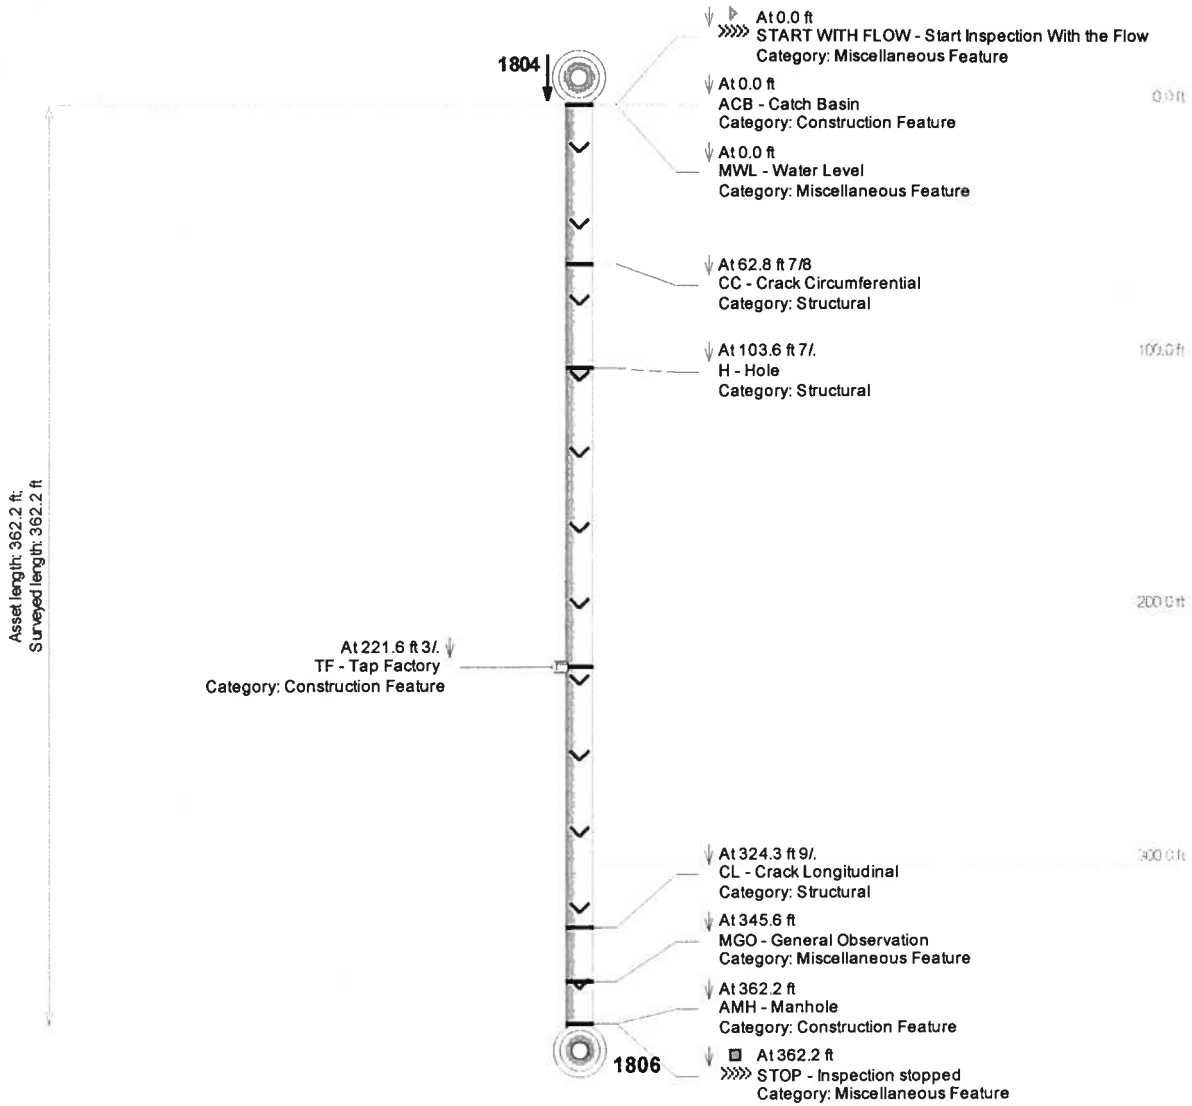 At 0.0 ft
START WITH FLOW - Start Inspection With the Flow
Category: Miscellaneous Feature
1804
At 0.0 ft
ACB - Catch Basin
Category: Construction Feature
0.0 ft
At 0.0 ft
MWL - Water Level
Category: Miscellaneous Feature
At 62.8 ft 7/8
CC - Crack Circumferential
Category: Structural
At 103.6 ft 7/.
H - Hole
Category: Structural
100.0 ft
Asset length: 362.2 ft;
Surveyed length: 362.2 ft
200.0 ft
At 221.6 ft 3/.
TF - Tap Factory
Category: Construction Feature
At 324.3 ft 9/.
CL - Crack Longitudinal
Category: Structural
300.0 ft
At 345.6 ft
MGO - General Observation
Category: Miscellaneous Feature
At 362.2 ft
AMH - Manhole
Category: Construction Feature
1806
At 362.2 ft
STOP - Inspection stopped
Category: Miscellaneous Feature